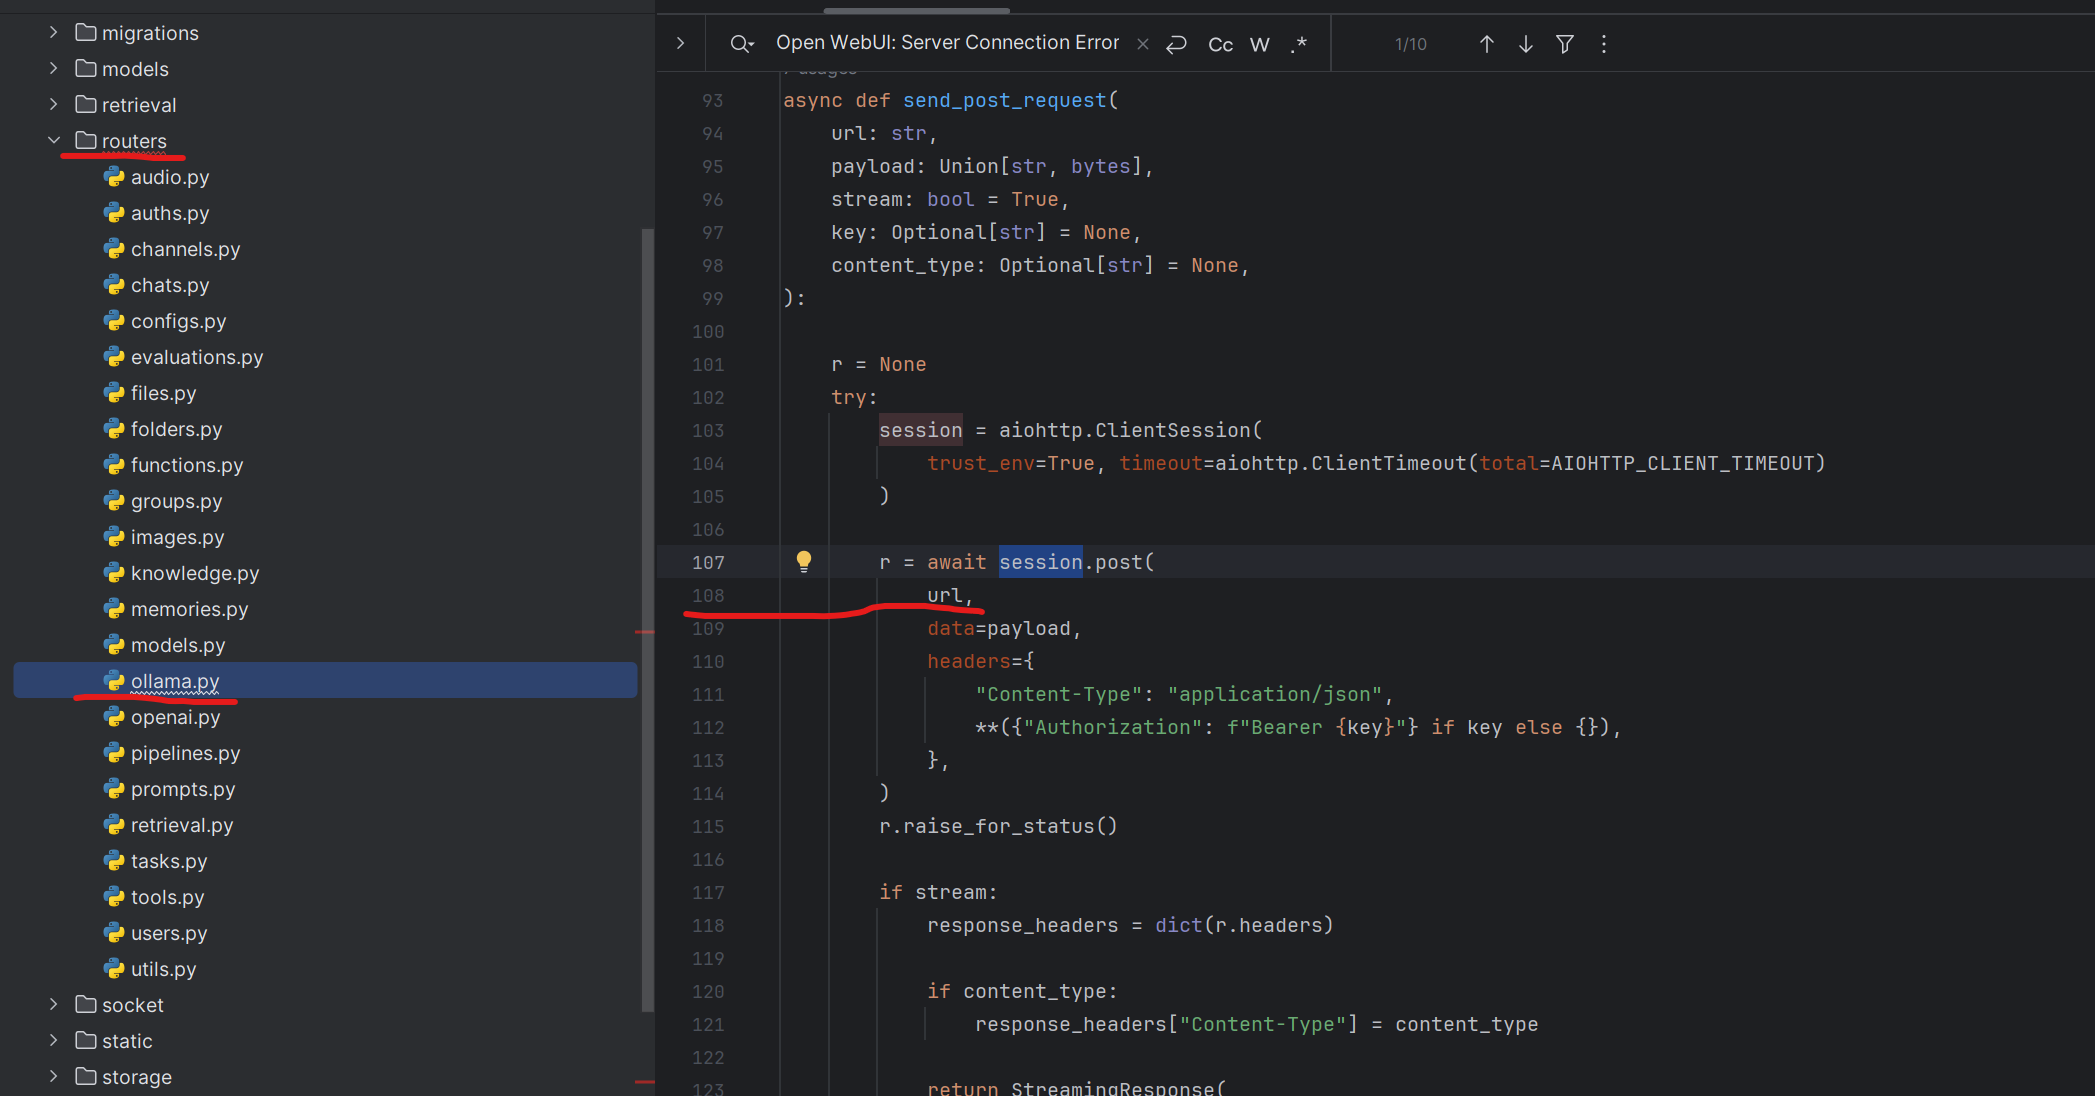 migrations
models
retrieval
routers
audio.py
auths.py
channels.py
chats.py
configs.py
evaluations.py
files.py
folders.py
functions.py
groups.py
images.py
knowledge.py
memories.py
models.py
ollama.py
openai.py
pipelines.py
prompts.py
retrieval.py
tasks.py
tools.py
users.py
utils.py
socket
static
storage
Open WebUI: Server Connection Error × Cc W .* 1/10
usages
93 async def send_post_request(
94 url: str,
95 payload: Union[str, bytes],
96 stream: bool = True,
97 key: Optional[str] = None,
98 content_type: Optional[str] = None,
99 ):
100
101 r = None
102 try:
103 session = aiohttp.ClientSession(
104 trust_env=True, timeout=aiohttp.ClientTimeout(total=AIOHTTP_CLIENT_TIMEOUT)
105 )
106
107 r = await session.post(
108 url,
109 data=payload,
110 headers={
111 "Content-Type": "application/json",
112 **({"Authorization": f"Bearer {key}"} if key else {}),
113 },
114 )
115 r.raise_for_status()
116
117 if stream:
118 response_headers = dict(r.headers)
119
120 if content_type:
121 response_headers["Content-Type"] = content_type
122
123 return StreamingResponse(